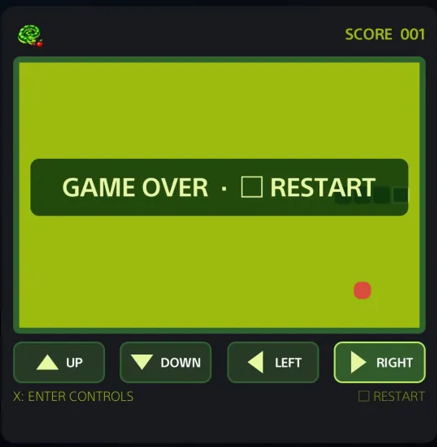 SCORE 001
GAME OVER · □ RESTART
▲ UP ▼ DOWN ◀ LEFT ▶ RIGHT
X: ENTER CONTROLS □ RESTART